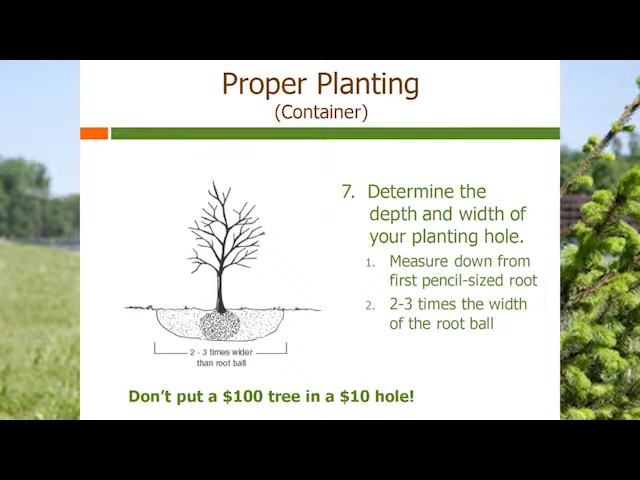 Proper Planting
(Container)
7. Determine the
depth and width of
your planting hole.
1. Measure down from
first pencil-sized root
2. 2-3 times the width
of the root ball
2 - 3 times wider
than root ball
Don't put a $100 tree in a $10 hole!